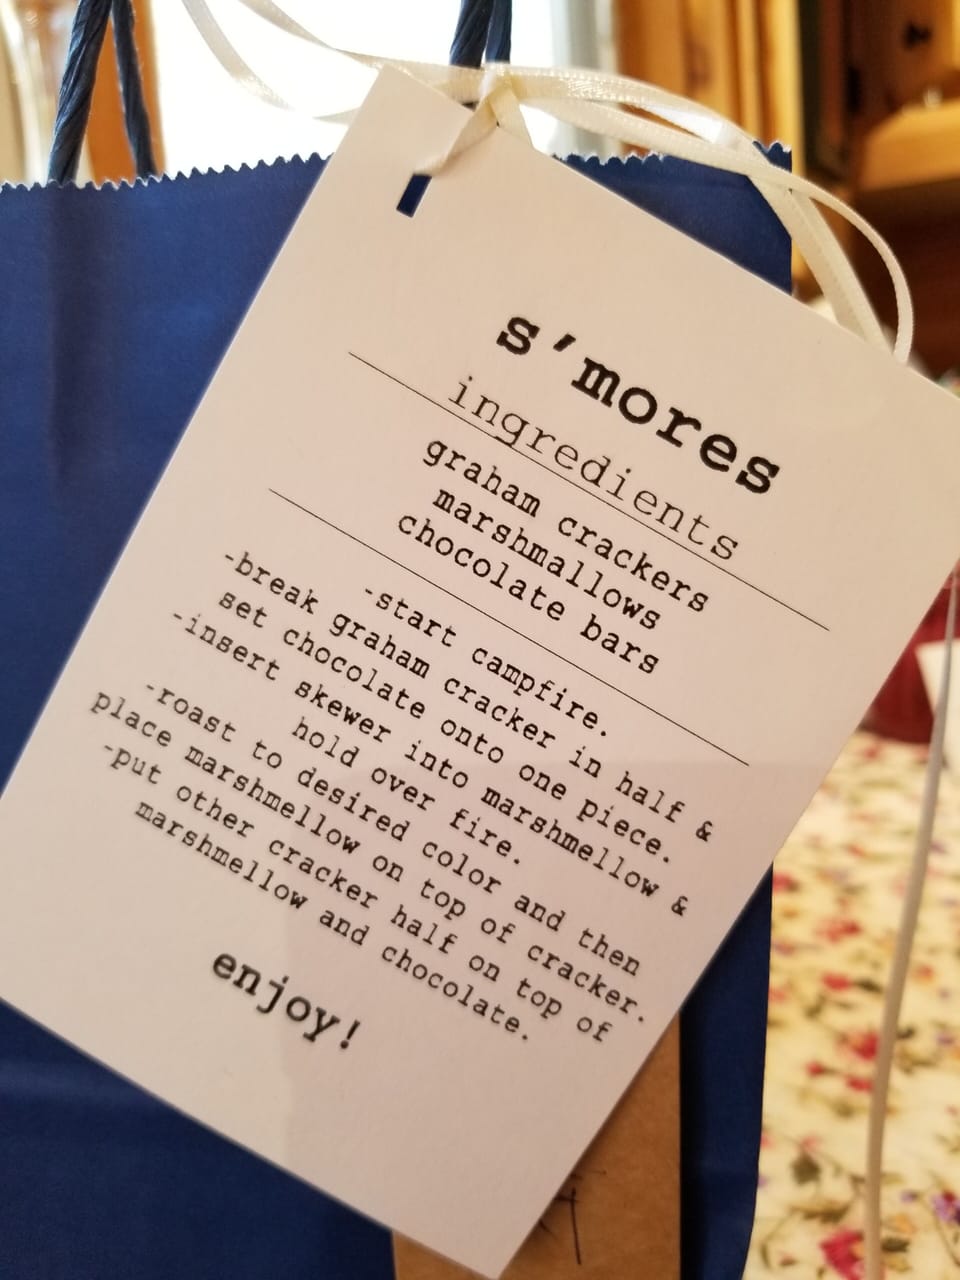 s'mores
ingredients
graham crackers
marshmallows
chocolate bars
-start campfire.
-break graham cracker in half &
set chocolate onto one piece.
-insert skewer into marshmellow &
hold over fire.
-roast to desired color and then
place marshmellow on top of cracker.
-put other cracker half on top of
marshmellow and chocolate.
enjoy!